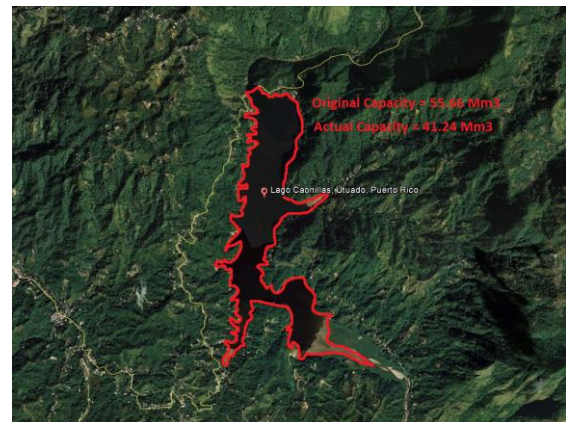 Original Capacity = 55.66 Mm3
Actual Capacity = 41.24 Mm3
Lago Caonillas, Utuado, Puerto Rico